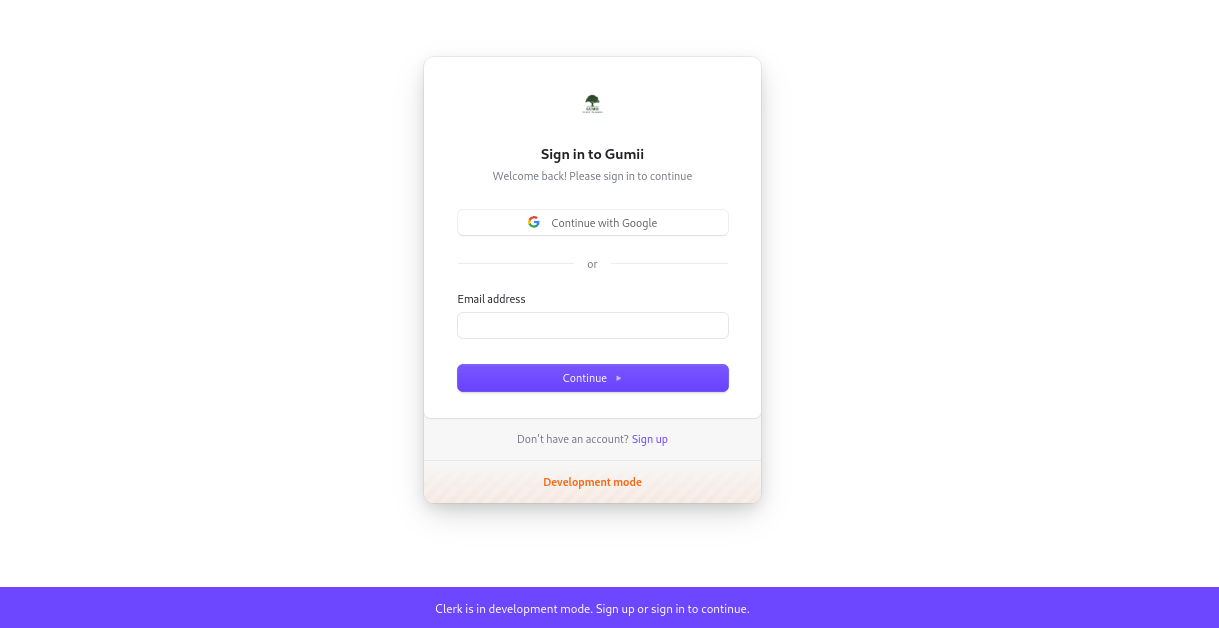 Sign in to Gumii
Welcome back! Please sign in to continue
Continue with Google
or
Email address
Continue
Don't have an account? Sign up
Development mode
Clerk is in development mode. Sign up or sign in to continue.